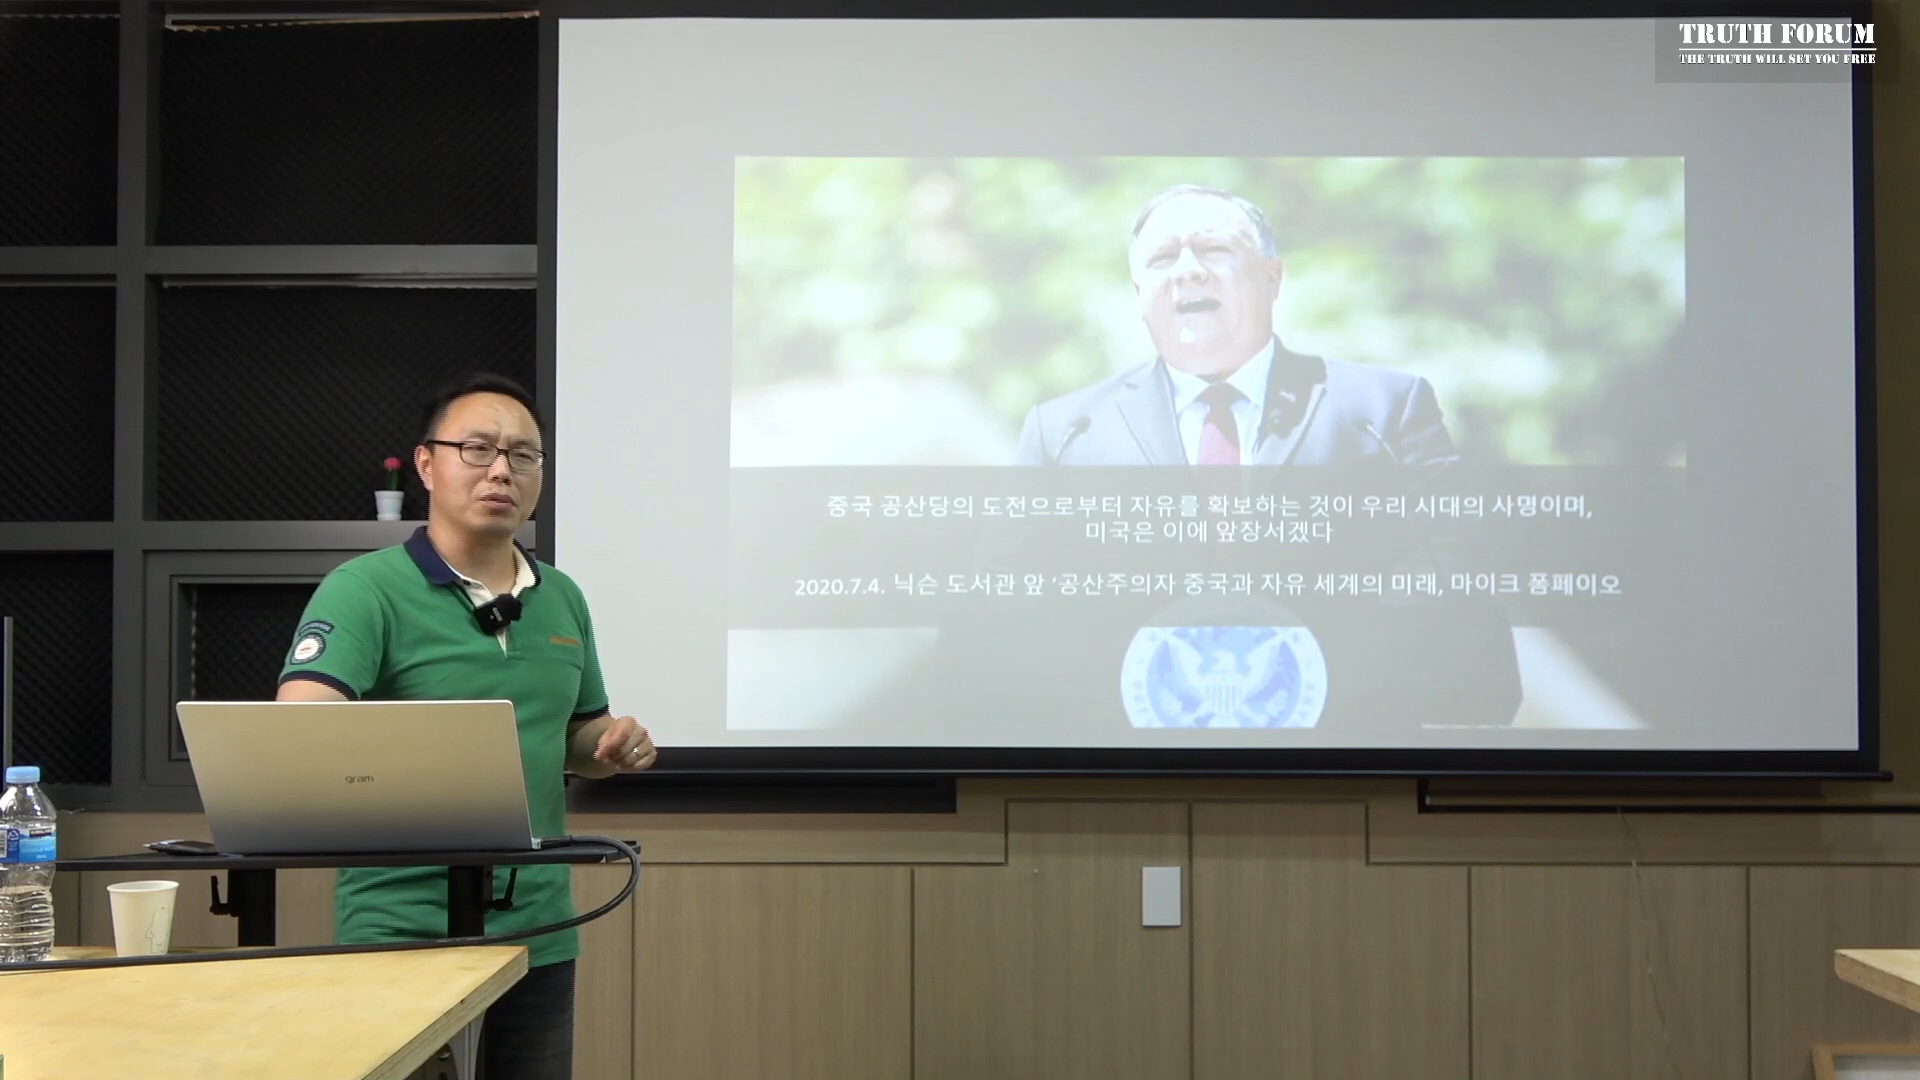 TRUTH FORUM
THE TRUTH WILL SET YOU FREE
중국 공산당의 도전으로부터 자유를 확보하는 것이 우리 시대의 사명이며,
미국은 이에 앞장서겠다
2020.7.4. 닉슨 도서관 앞 '공산주의자 중국과 자유 세계의 미래, 마이크 폼페이오
gram